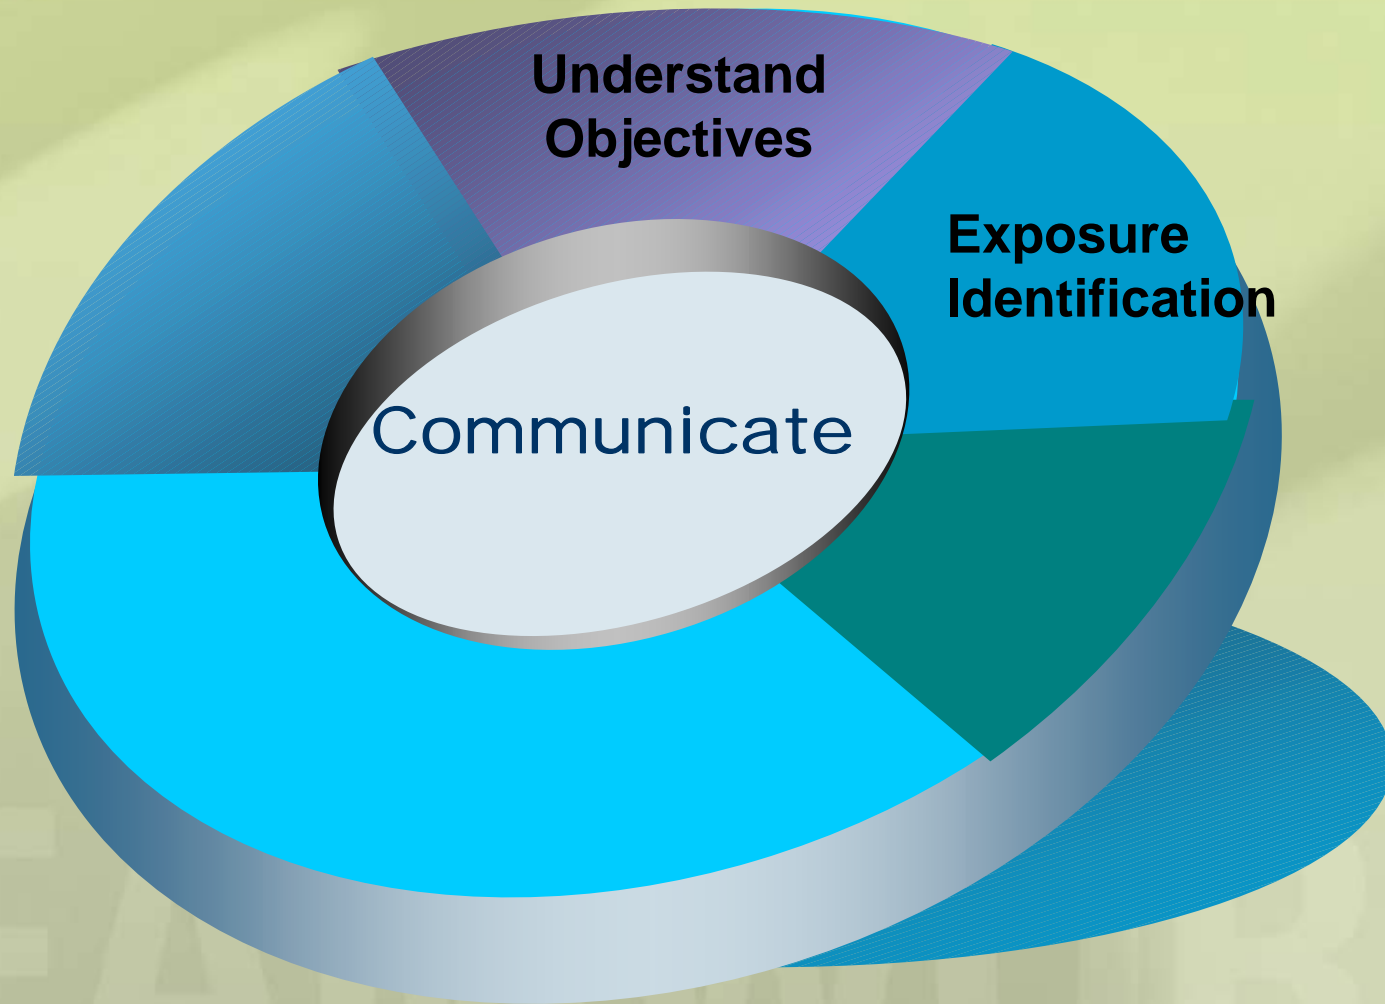 Understand
Objectives
Exposure
Identification
Communicate